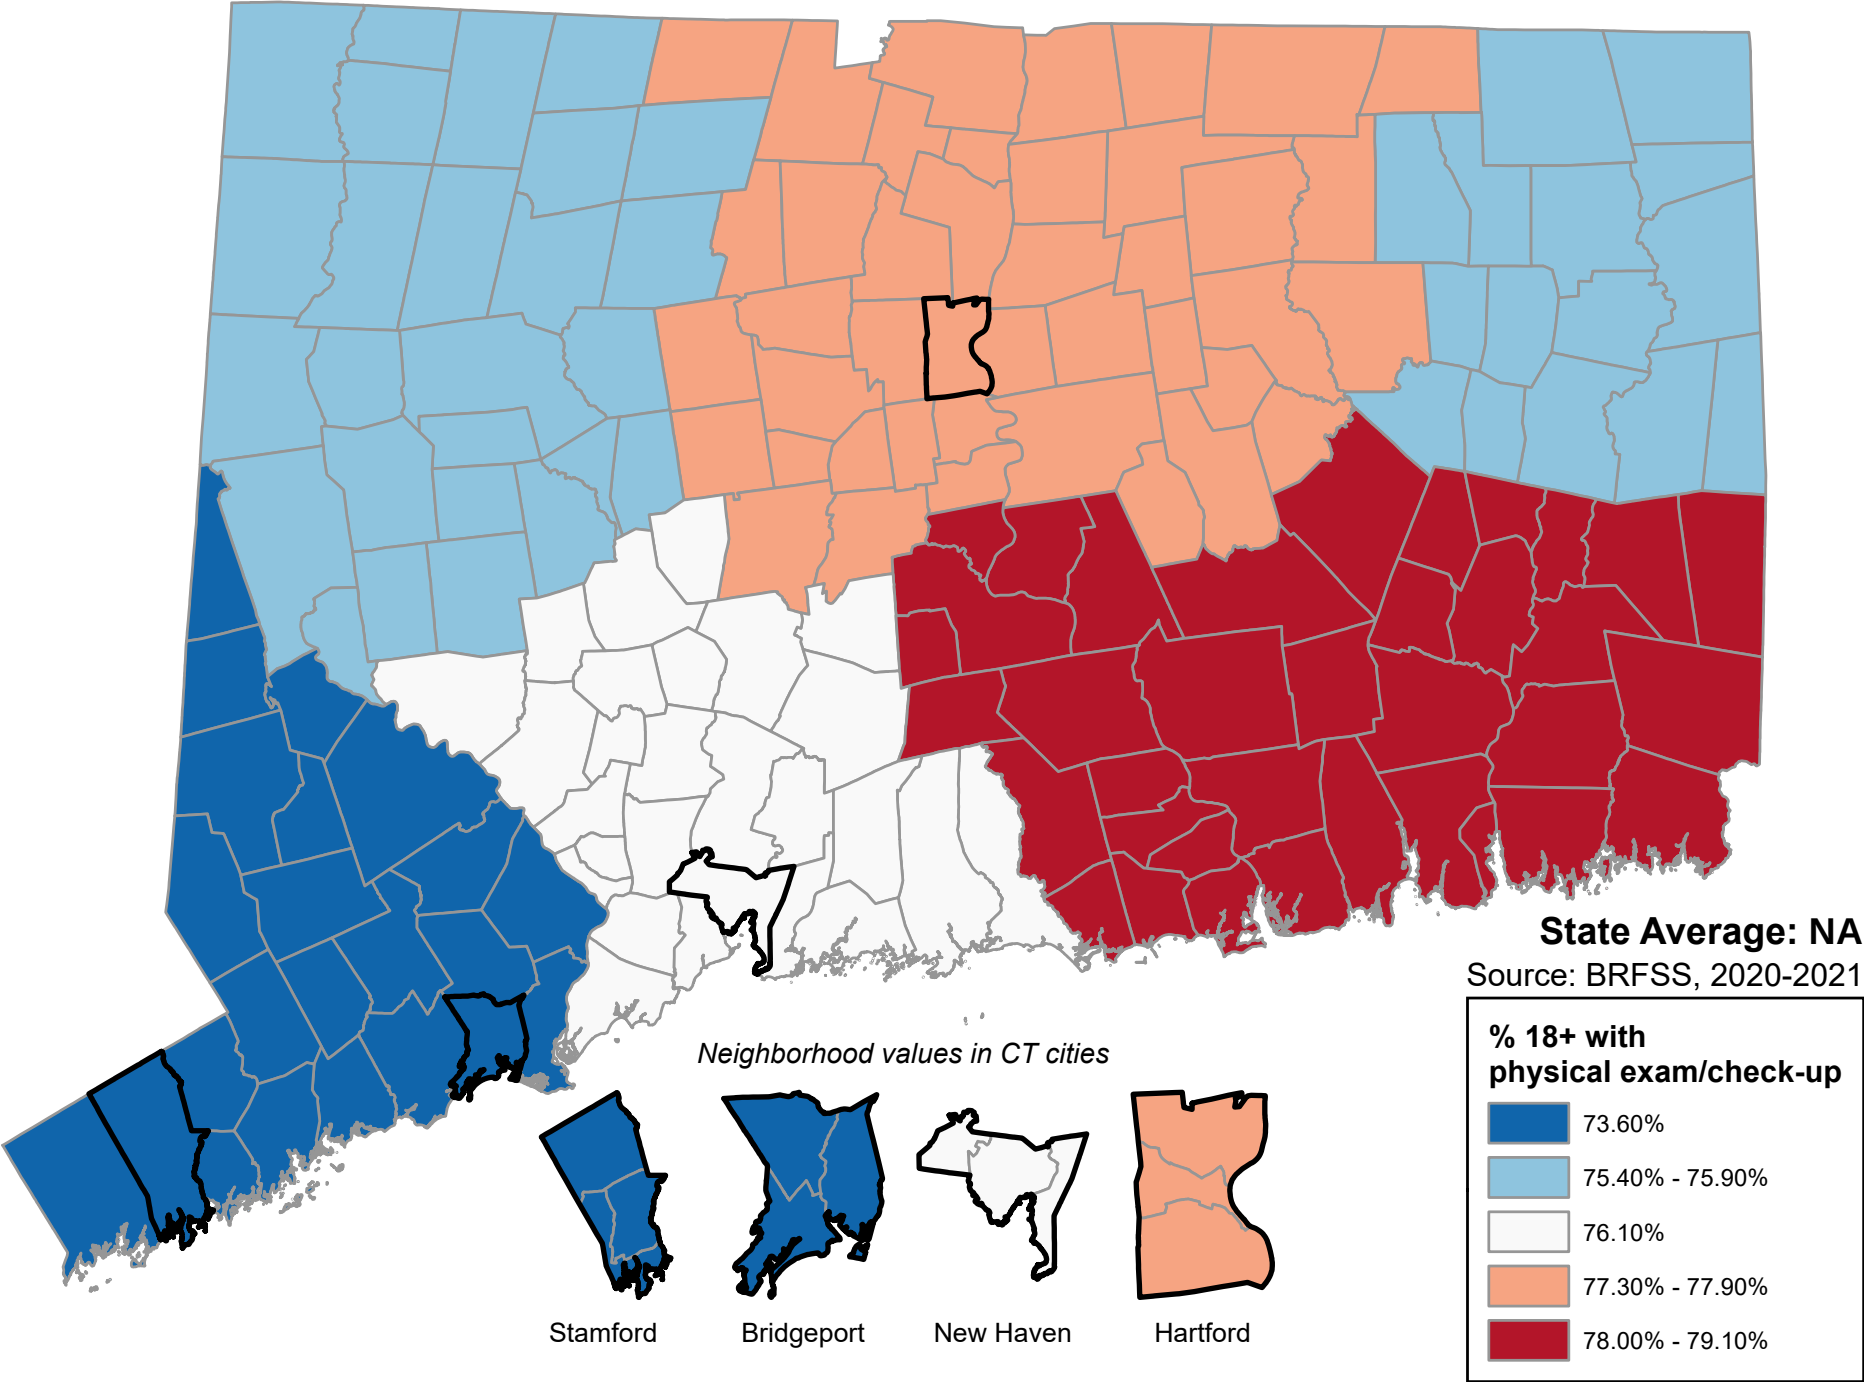 State Average: NA
Source: BRFSS, 2020-2021
% 18+ with
physical exam/check-up
73.60%
75.40% - 75.90%
76.10%
77.30% - 77.90%
78.00% - 79.10%
Neighborhood values in CT cities
Stamford
Bridgeport
New Haven
Hartford